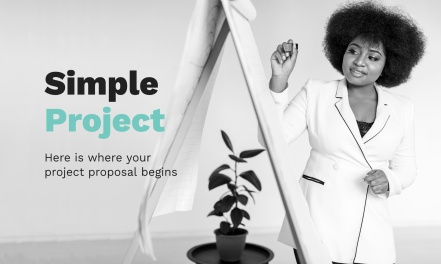 Simple
Project
Here is where your
project proposal begins